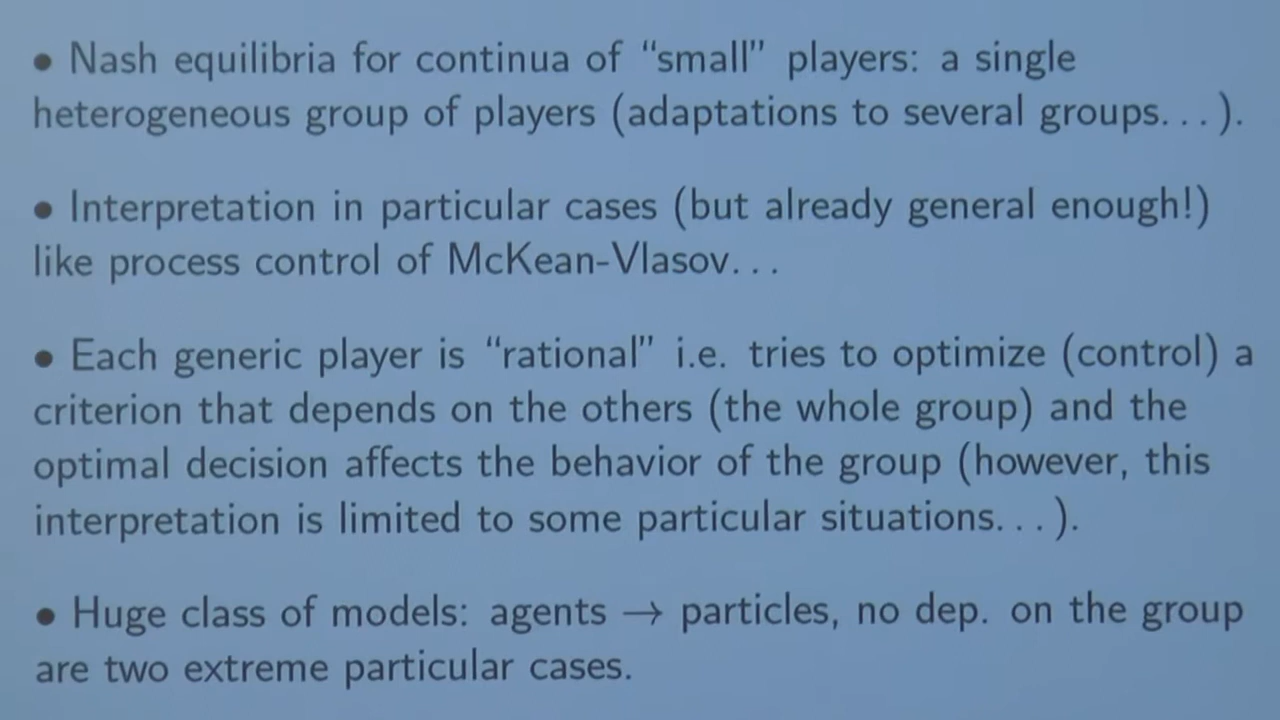 • Nash equilibria for continua of “small” players: a single
heterogeneous group of players (adaptations to several groups. . . ).
• Interpretation in particular cases (but already general enough!)
like process control of McKean-Vlasov. . .
• Each generic player is “rational” i.e. tries to optimize (control) a
criterion that depends on the others (the whole group) and the
optimal decision affects the behavior of the group (however, this
interpretation is limited to some particular situations. . . ).
• Huge class of models: agents → particles, no dep. on the group
are two extreme particular cases.